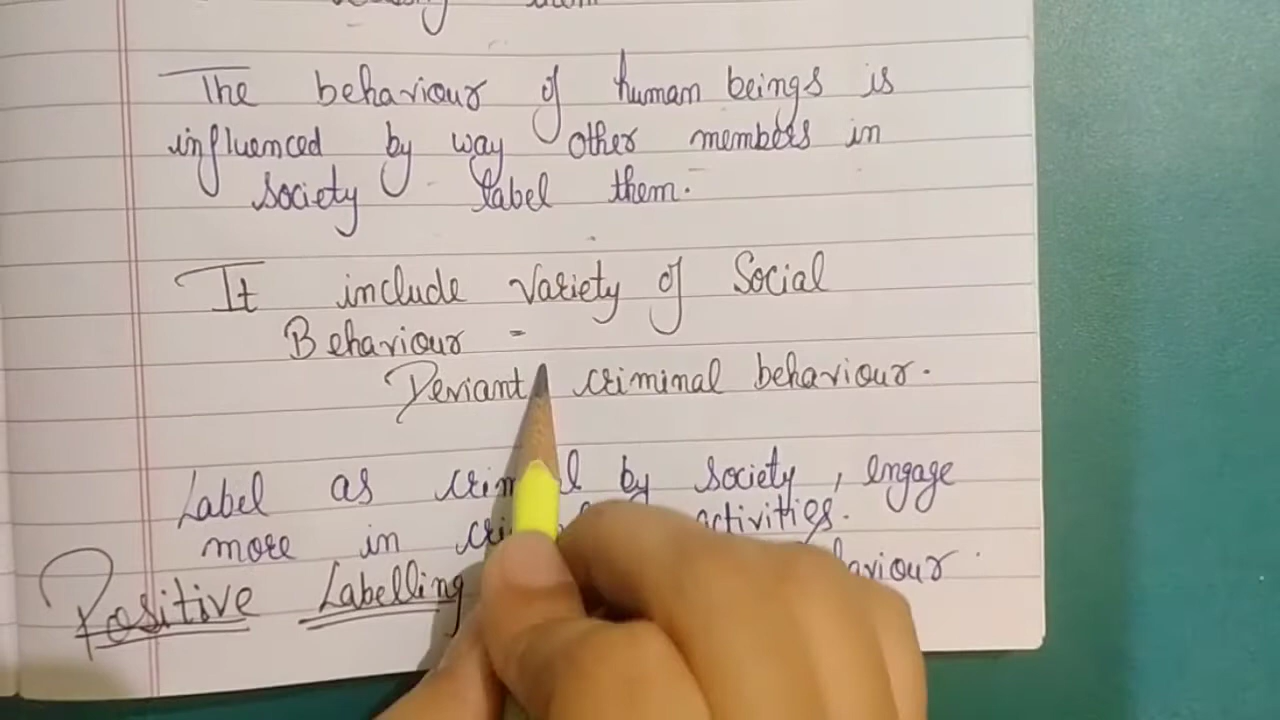 The behaviour of human beings is
influenced by way other members in
society label them.
It include Variety of Social
Behaviour -
Deviant criminal behaviour.
Label as by society, engage
more in activities.
Positive Labelling